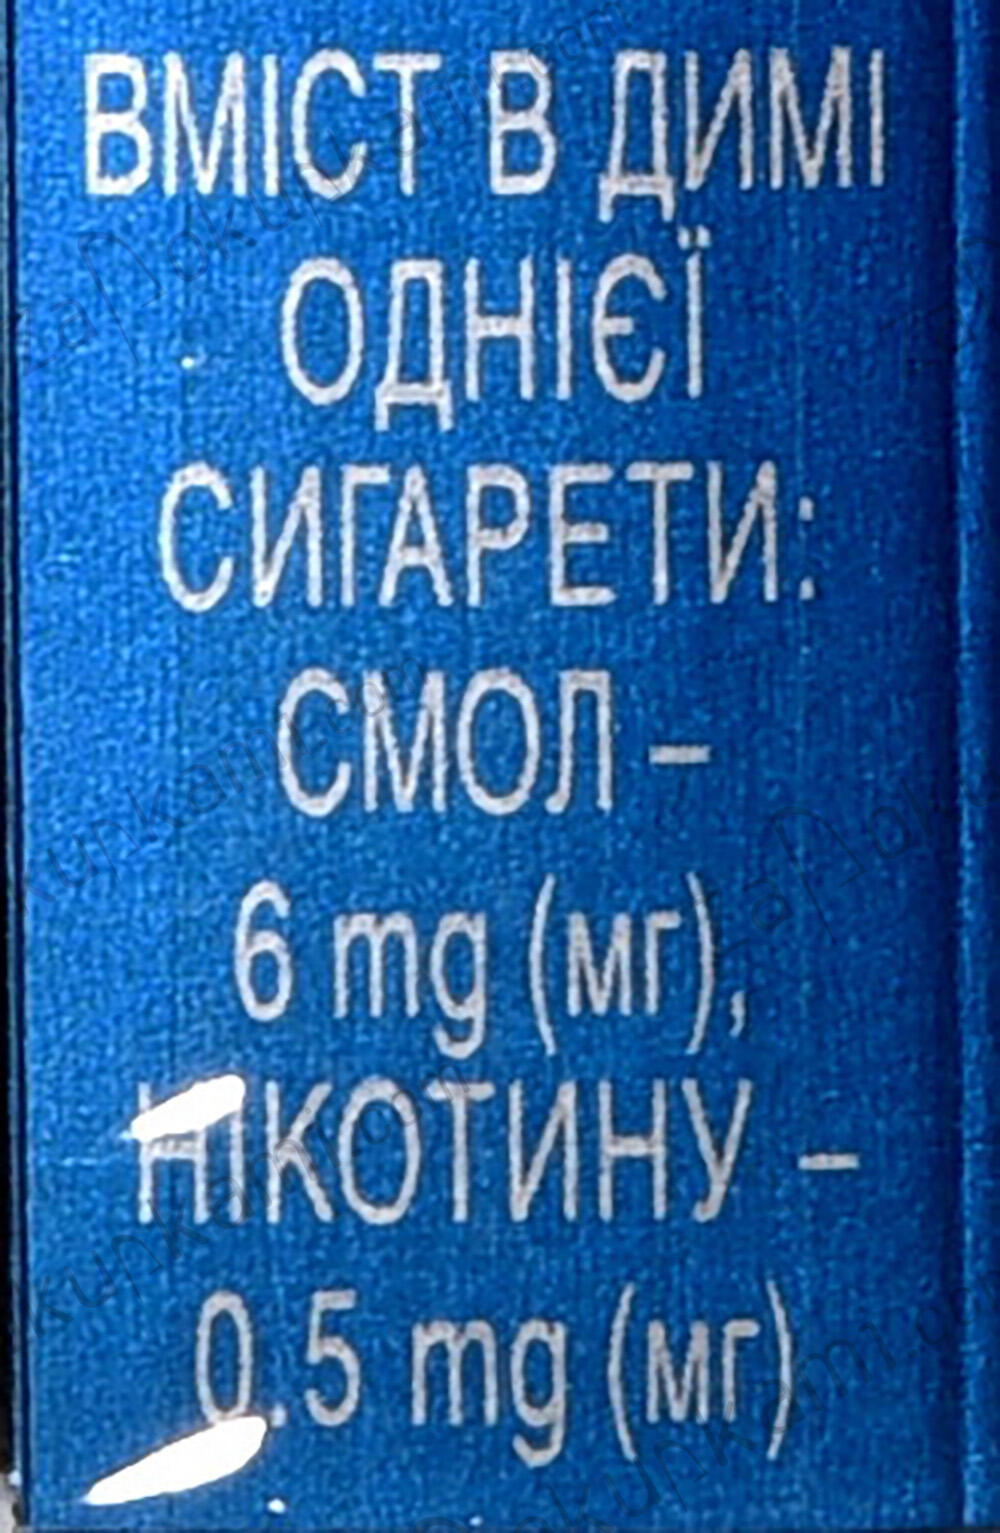 ВМІСТ В ДИМІ
ОДНІЄЇ
СИГАРЕТИ:
СМОЛ –
6 mg (мг),
НІКОТИНУ –
0.5 mg (мг)